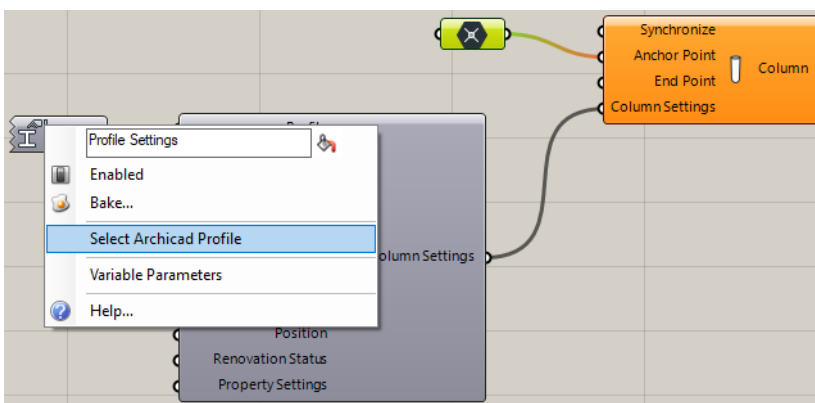 Synchronize
Anchor Point
End Point
Column
Column Settings
Profile Settings
Enabled
Bake...
Select Archicad Profile
Variable Parameters
Help...
olumn Settings
Position
Renovation Status
Property Settings